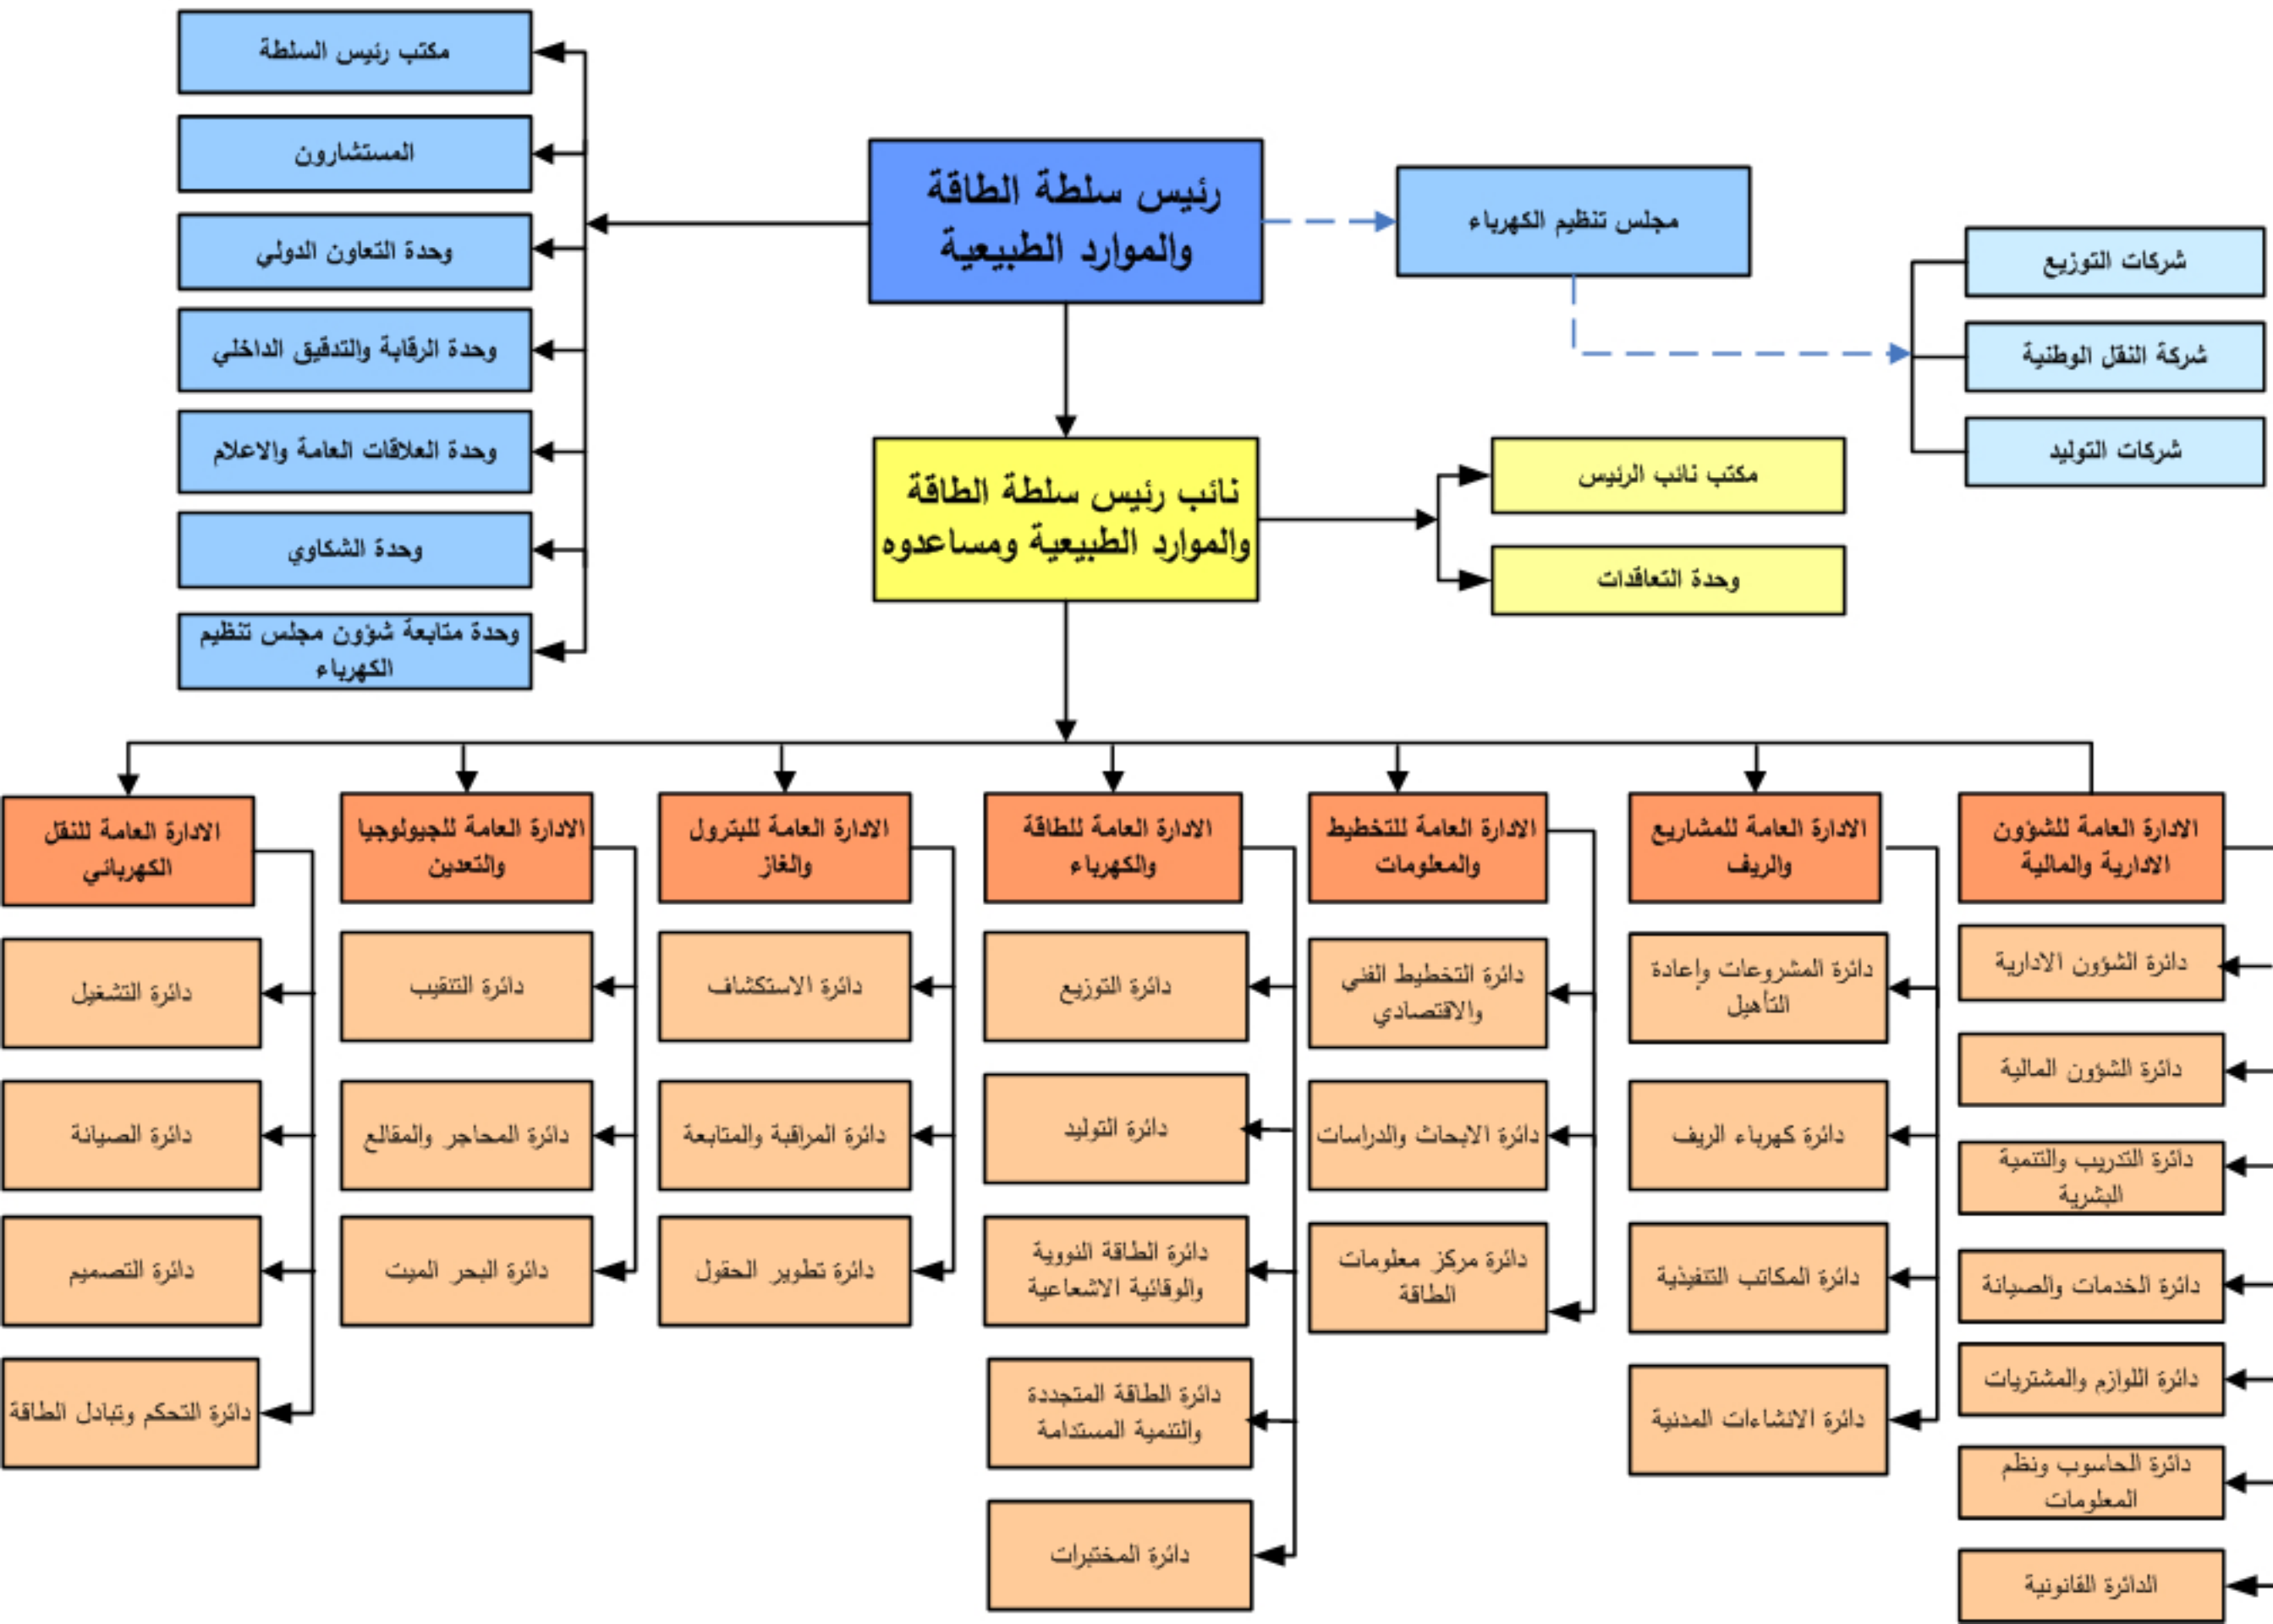 رئيس سلطة الطاقة
والموارد الطبيعية
مجلس تنظيم الكهرباء
شركات التوزيع
شركة النقل الوطنية
شركات التوليد
مكتب رئيس السلطة
المستشارون
وحدة التعاون الدولي
وحدة الرقابة والتدقيق الداخلي
وحدة العلاقات العامة والاعلام
وحدة الشكاوي
وحدة متابعة شؤون مجلس تنظيم
الكهرباء
نائب رئيس سلطة الطاقة
والموارد الطبيعية ومساعدوه
مكتب نائب الرئيس
وحدة التعاقدات
الادارة العامة للشؤون
الادارية والمالية
دائرة الشؤون الادارية
دائرة الشؤون المالية
دائرة التدريب والتنمية
البشرية
دائرة الخدمات والصيانة
دائرة اللوازم والمشتريات
دائرة الحاسوب ونظم
المعلومات
الدائرة القانونية
الادارة العامة للمشاريع
والريف
دائرة المشروعات وإعادة
التأهيل
دائرة كهرباء الريف
دائرة المكاتب التنفيذية
دائرة الانشاءات المدنية
الادارة العامة للتخطيط
والمعلومات
دائرة التخطيط الفني
والاقتصادي
دائرة الابحاث والدراسات
دائرة مركز معلومات
الطاقة
الادارة العامة للطاقة
والكهرباء
دائرة التوزيع
دائرة التوليد
دائرة الطاقة النووية
والوقائية الاشعاعية
دائرة الطاقة المتجددة
والتنمية المستدامة
دائرة المختبرات
الادارة العامة للبترول
والغاز
دائرة الاستكشاف
دائرة المراقبة والمتابعة
دائرة تطوير الحقول
الادارة العامة للجيولوجيا
والتعدين
دائرة التنقيب
دائرة المحاجر والمقالع
دائرة البحر الميت
الادارة العامة للنقل
الكهربائي
دائرة التشغيل
دائرة الصيانة
دائرة التصميم
دائرة التحكم وتبادل الطاقة